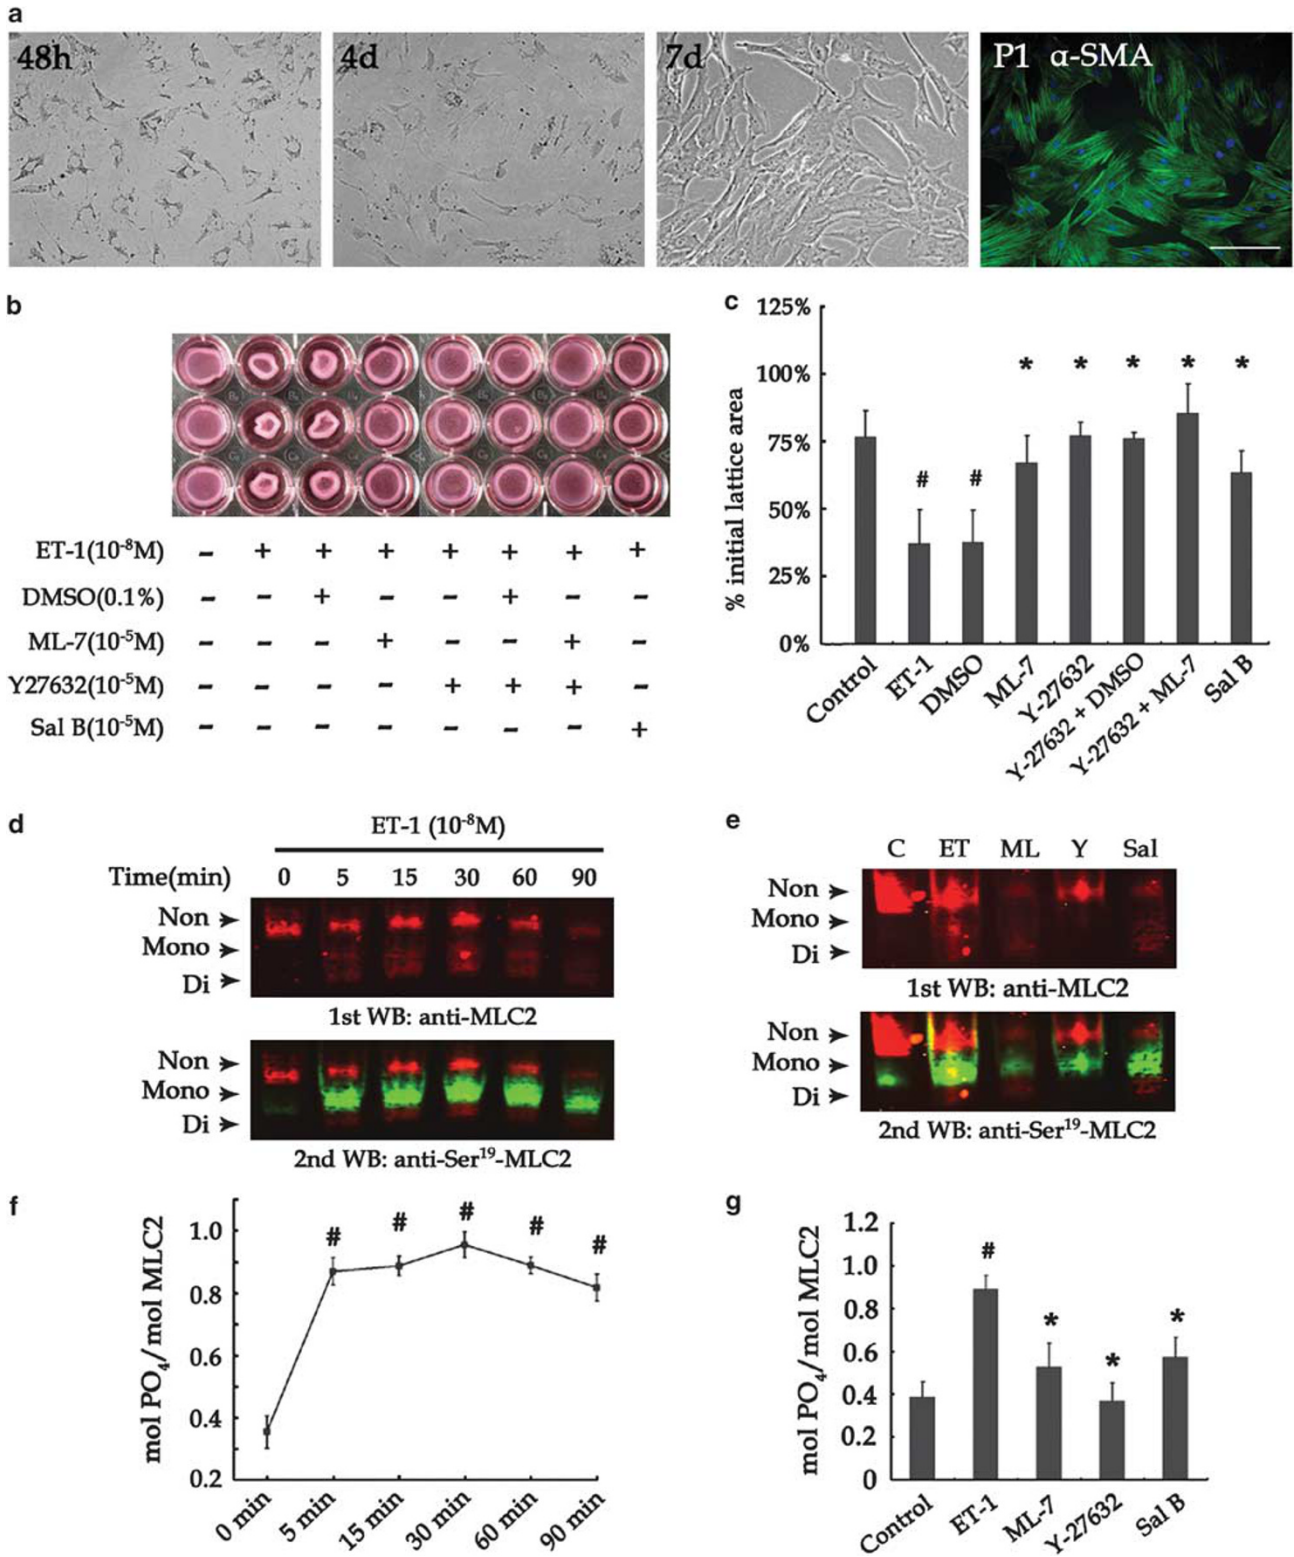 a
48h
4d
7d
P1 α-SMA
b
ET-1(10⁻⁸M) - + + + + + + +
DMSO(0.1%) - - + - - + - -
ML-7(10⁻⁵M) - - - + - - + -
Y27632(10⁻⁵M) - - - - + + + -
Sal B(10⁻⁵M) - - - - - - - +
c
% initial lattice area
125%
100%
75%
50%
25%
0%
# # * * * * *
Control
ET-1
DMSO
ML-7
Y-27632
Y-27632 + DMSO
Y-27632 + ML-7
Sal B
d
ET-1 (10⁻⁸M)
Time(min) 0 5 15 30 60 90
Non
Mono
Di
1st WB: anti-MLC2
Non
Mono
Di
2nd WB: anti-Ser¹⁹-MLC2
e
C ET ML Y Sal
Non
Mono
Di
1st WB: anti-MLC2
Non
Mono
Di
2nd WB: anti-Ser¹⁹-MLC2
f
mol PO₄/mol MLC2
1.0
0.8
0.6
0.4
0.2
# # # # #
0 min
5 min
15 min
30 min
60 min
90 min
g
mol PO₄/mol MLC2
1.2
1.0
0.8
0.6
0.4
0.2
0
# * * *
Control
ET-1
ML-7
Y-27632
Sal B